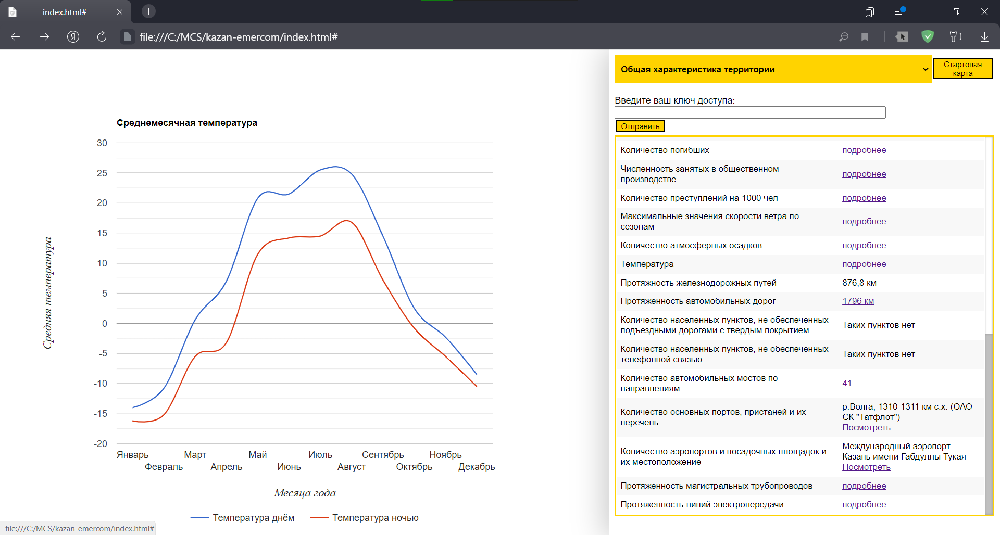 index.html#
file:///C:/MCS/kazan-emercom/index.html#
Среднемесячная температура
30
25
20
15
10
5
0
-5
-10
-15
-20
Средняя температура
Январь
Февраль
Март
Апрель
Май
Июнь
Июль
Август
Сентябрь
Октябрь
Ноябрь
Декабрь
Месяца года
Температура днём
Температура ночью
file:///C:/MCS/kazan-emercom/index.html#
Общая характеристика территории
Стартовая
карта
Введите ваш ключ доступа:
Отправить
Количество погибших подробнее
Численность занятых в общественном
производстве
подробнее
Количество преступлений на 1000 чел подробнее
Максимальные значения скорости ветра по
сезонам
подробнее
Количество атмосферных осадков подробнее
Температура подробнее
Протяжность железнодорожных путей 876,8 км
Протяженность автомобильных дорог 1796 км
Количество населенных пунктов, не обеспеченных
подъездными дорогами с твердым покрытием
Таких пунктов нет
Количество населенных пунктов, не обеспеченных
телефонной связью
Таких пунктов нет
Количество автомобильных мостов по
направлениям
41
Количество основных портов, пристаней и их
перечень
р.Волга, 1310-1311 км с.х. (ОАО
СК "Татфлот")
Посмотреть
Количество аэропортов и посадочных площадок и
их местоположение
Международный аэропорт
Казань имени Габдуллы Тукая
Посмотреть
Протяженность магистральных трубопроводов подробнее
Протяженность линий электропередачи подробнее